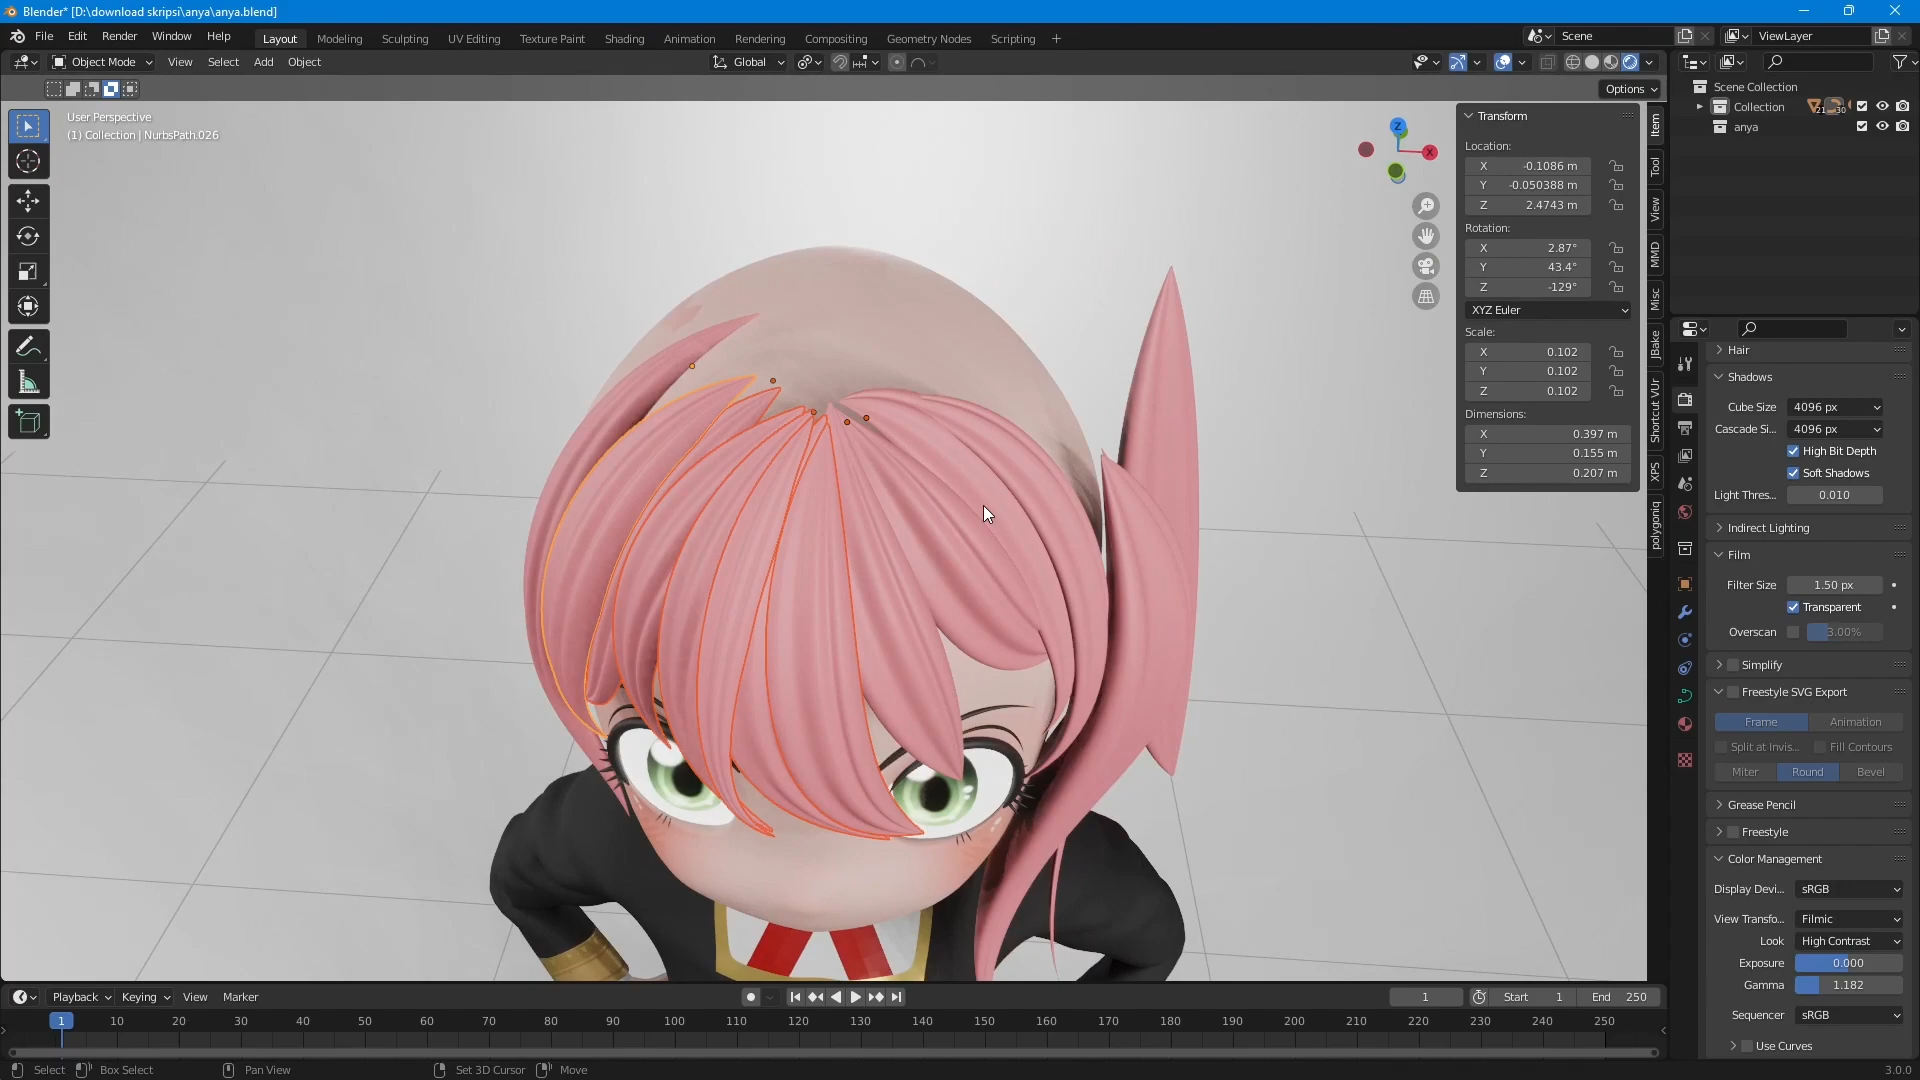 Blender* [D:\download skripsi\anya\anya.blend]
File Edit Render Window Help
Layout Modeling Sculpting UV Editing Texture Paint Shading Animation Rendering Compositing Geometry Nodes Scripting +
Scene
ViewLayer
Object Mode View Select Add Object
Global
Options
User Perspective
(1) Collection | NurbsPath.026
Z
X
Transform
Location:
X -0.1086 m
Y -0.050388 m
Z 2.4743 m
Rotation:
X 2.87°
Y 43.4°
Z -129°
XYZ Euler
Scale:
X 0.102
Y 0.102
Z 0.102
Dimensions:
X 0.397 m
Y 0.155 m
Z 0.207 m
Item
Tool
View
MMD
Misc
JBake
Shortcut VUr
XPS
polygoniq
Scene Collection
Collection
anya
Hair
Shadows
Cube Size 4096 px
Cascade Si... 4096 px
High Bit Depth
Soft Shadows
Light Thres... 0.010
Indirect Lighting
Film
Filter Size 1.50 px
Transparent
Overscan 3.00%
Simplify
Freestyle SVG Export
Frame Animation
Split at Invis... Fill Contours
Miter Round Bevel
Grease Pencil
Freestyle
Color Management
Display Devi... sRGB
View Transfo... Filmic
Look High Contrast
Exposure 0.000
Gamma 1.182
Sequencer sRGB
Use Curves
Playback Keying View Marker
1 Start 1 End 250
1 10 20 30 40 50 60 70 80 90 100 110 120 130 140 150 160 170 180 190 200 210 220 230 240 250
Select Box Select Pan View Set 3D Cursor Move
3.0.0